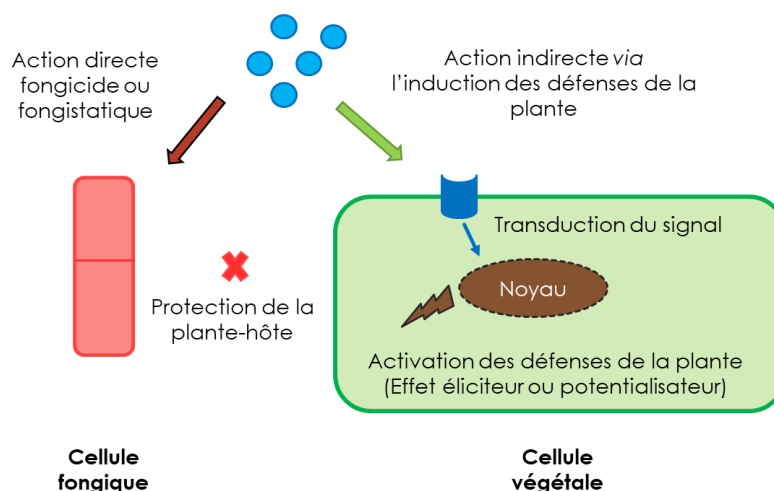 Action directe
fongicide ou
fongistatique
Action indirecte via
l'induction des défenses de la
plante
Transduction du signal
Noyau
Protection de la
plante-hôte
Activation des défenses de la plante
(Effet éliciteur ou potentialisateur)
Cellule
fongique
Cellule
végétale